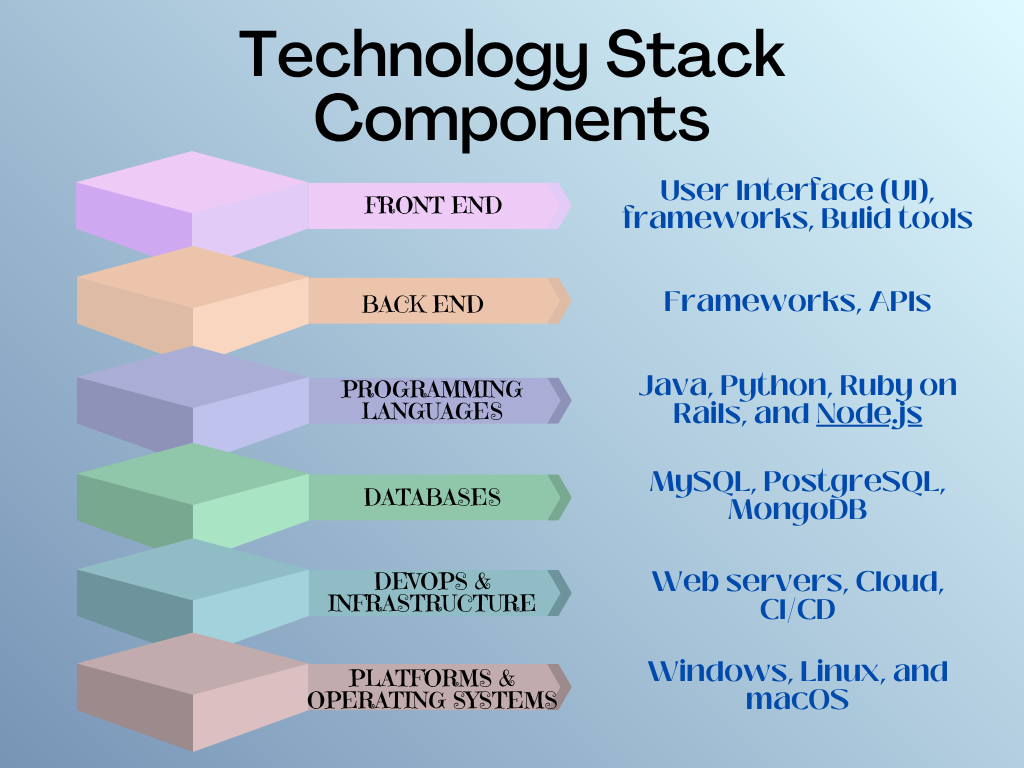 Technology Stack
Components
FRONT END
User Interface (UI),
frameworks, Bulid tools
BACK END
Frameworks, APIs
PROGRAMMING
LANGUAGES
Java, Python, Ruby on
Rails, and Node.js
DATABASES
MySQL, PostgreSQL,
MongoDB
DEVOPS &
INFRASTRUCTURE
Web servers, Cloud,
CI/CD
PLATFORMS &
OPERATING SYSTEMS
Windows, Linux, and
macOS